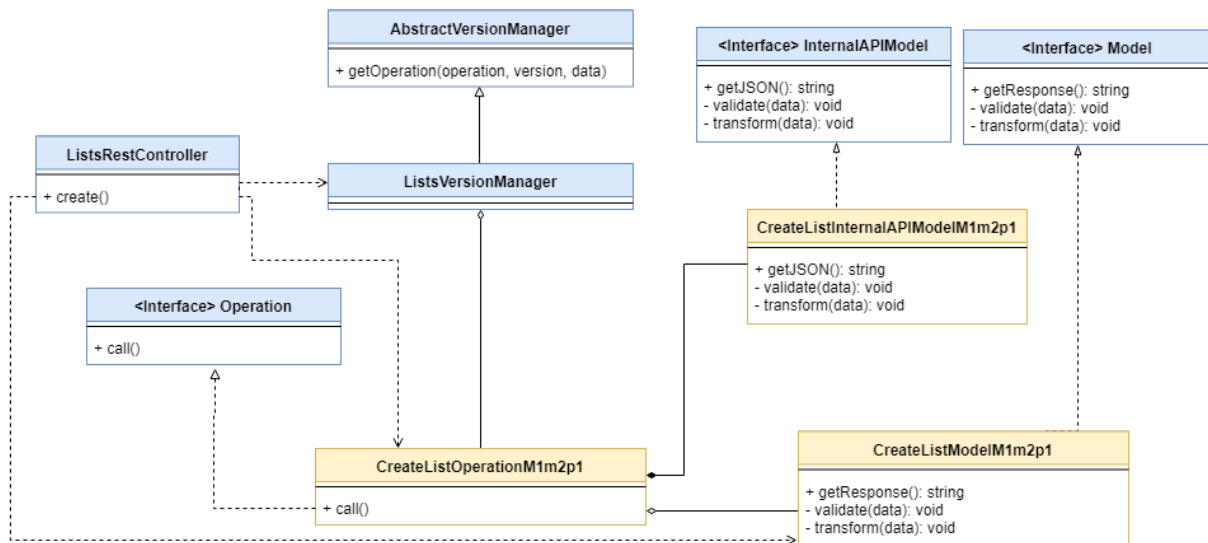 AbstractVersionManager
+ getOperation(operation, version, data)
<Interface> InternalAPIModel
+ getJSON(): string
- validate(data): void
- transform(data): void
<Interface> Model
+ getResponse(): string
- validate(data): void
- transform(data): void
ListsRestController
+ create()
ListsVersionManager
CreateListInternalAPIModelM1m2p1
+ getJSON(): string
- validate(data): void
- transform(data): void
<Interface> Operation
+ call()
CreateListOperationM1m2p1
+ call()
CreateListModelM1m2p1
+ getResponse(): string
- validate(data): void
- transform(data): void